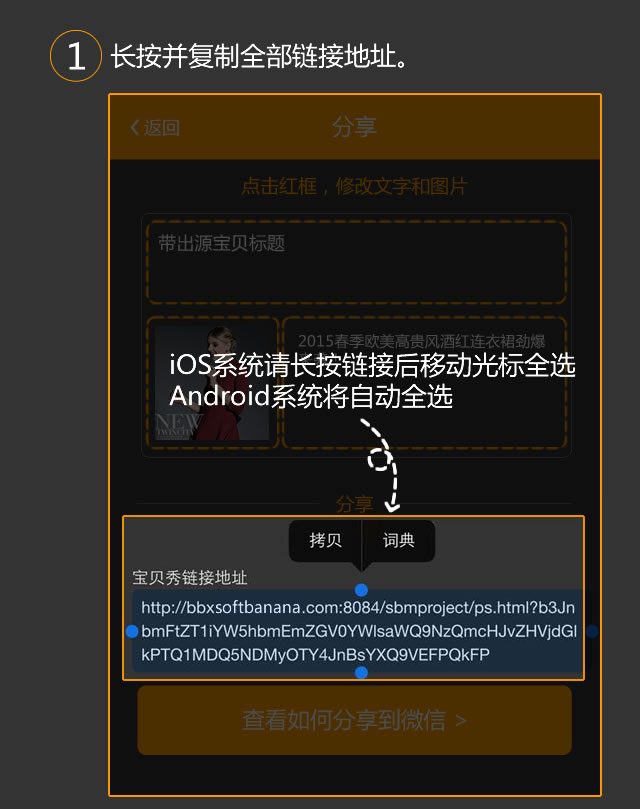 1 长按并复制全部链接地址。
返回
分享
点击红框，修改文字和图片
带出源宝贝标题
2015春季欧美高贵风酒红连衣裙劲爆
iOS系统请长按链接后移动光标全选
Android系统将自动全选
NEW
分享
拷贝 词典
宝贝秀链接地址
http://bbxsoftbanana.com:8084/sbmproject/ps.html?b3Jn
bmFtZT1iYW5hbmEmZGV0YWlsaWQ9NzQmcHJvZHVjdGl
kPTQ1MDQ5NDMyOTY4JnBsYXQ9VEFPQkFP
查看如何分享到微信 >